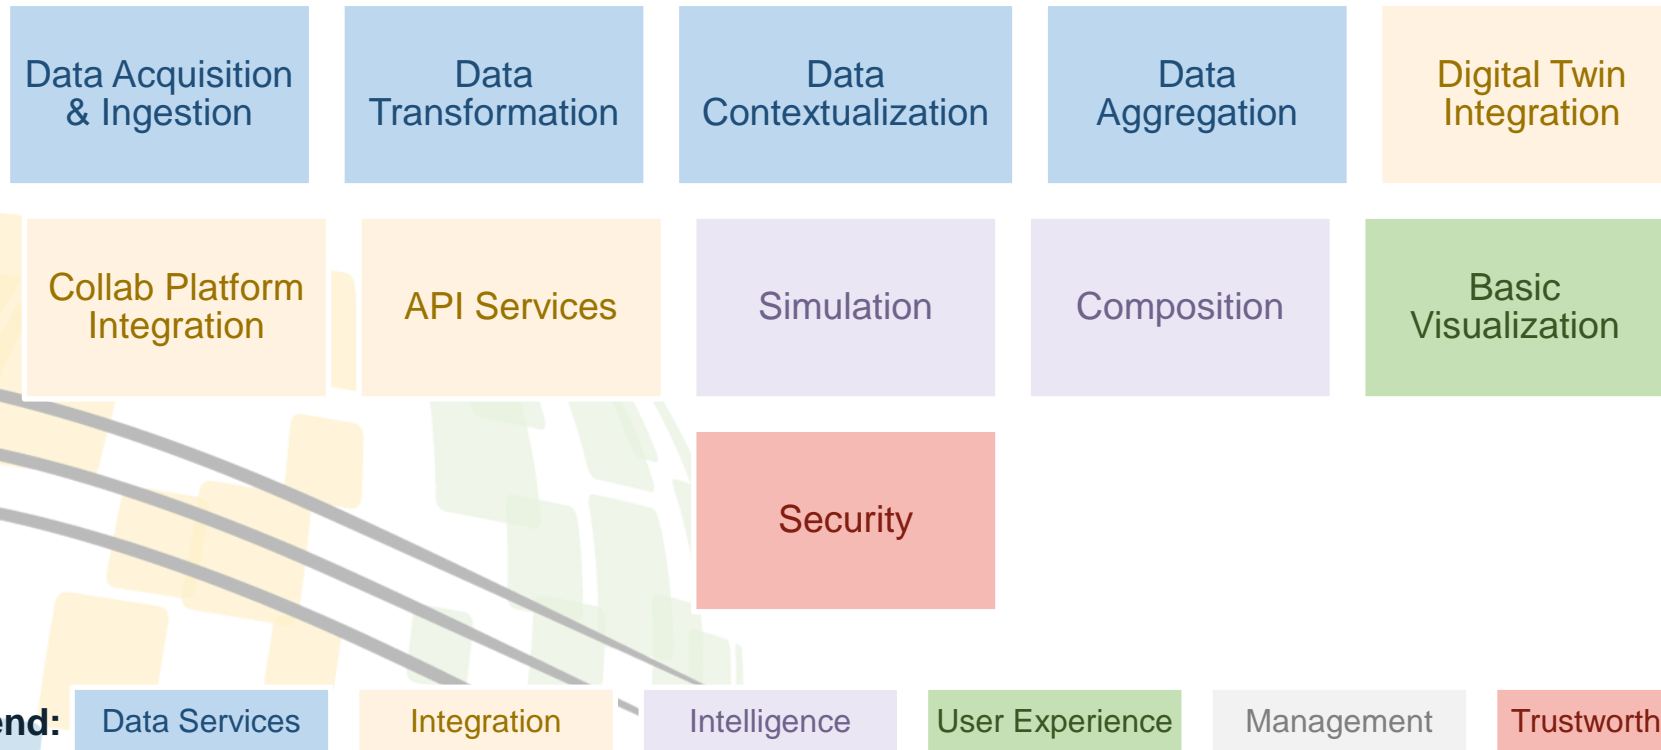 Data Acquisition
& Ingestion
Data
Transformation
Data
Contextualization
Data
Aggregation
Digital Twin
Integration
Collab Platform
Integration
API Services
Simulation
Composition
Basic
Visualization
Security
end:
Data Services
Integration
Intelligence
User Experience
Management
Trustworth